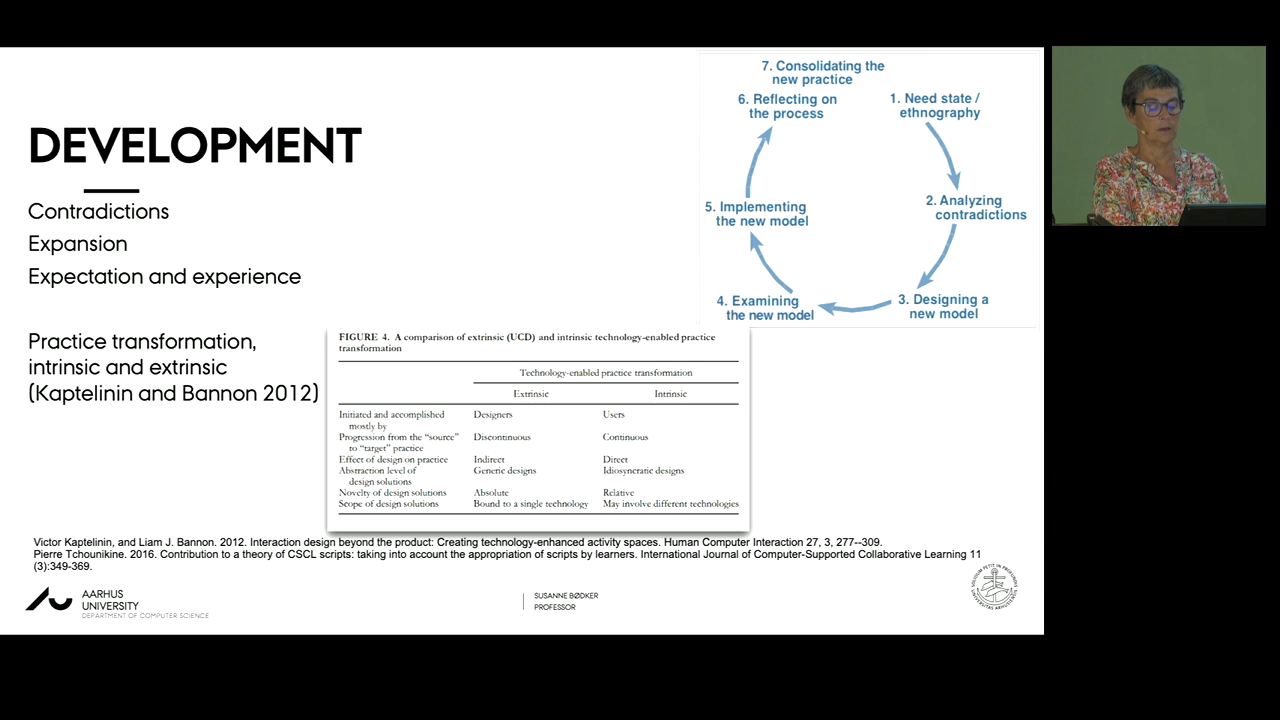 DEVELOPMENT
Contradictions
Expansion
Expectation and experience
Practice transformation,
intrinsic and extrinsic
(Kaptelinin and Bannon 2012)
7. Consolidating the
new practice
6. Reflecting on
the process
1. Need state /
ethnography
5. Implementing
the new model
2. Analyzing
contradictions
4. Examining
the new model
3. Designing a
new model
FIGURE 4. A comparison of extrinsic (UCD) and intrinsic technology-enabled practice
transformation
Technology-enabled practice transformation
Extrinsic Intrinsic
Initiated and accomplished Designers Users
mostly by
Progression from the “source” Discontinuous Continuous
to “target” practice
Effect of design on practice Indirect Direct
Abstraction level of Generic designs Idiosyncratic designs
design solutions
Novelty of design solutions Absolute Relative
Scope of design solutions Bound to a single technology May involve different technologies
Victor Kaptelinin, and Liam J. Bannon. 2012. Interaction design beyond the product: Creating technology-enhanced activity spaces. Human Computer Interaction 27, 3, 277--309.
Pierre Tchounikine. 2016. Contribution to a theory of CSCL scripts: taking into account the appropriation of scripts by learners. International Journal of Computer-Supported Collaborative Learning 11
(3):349-369.
AARHUS
UNIVERSITY
DEPARTMENT OF COMPUTER SCIENCE
SUSANNE BØDKER
PROFESSOR